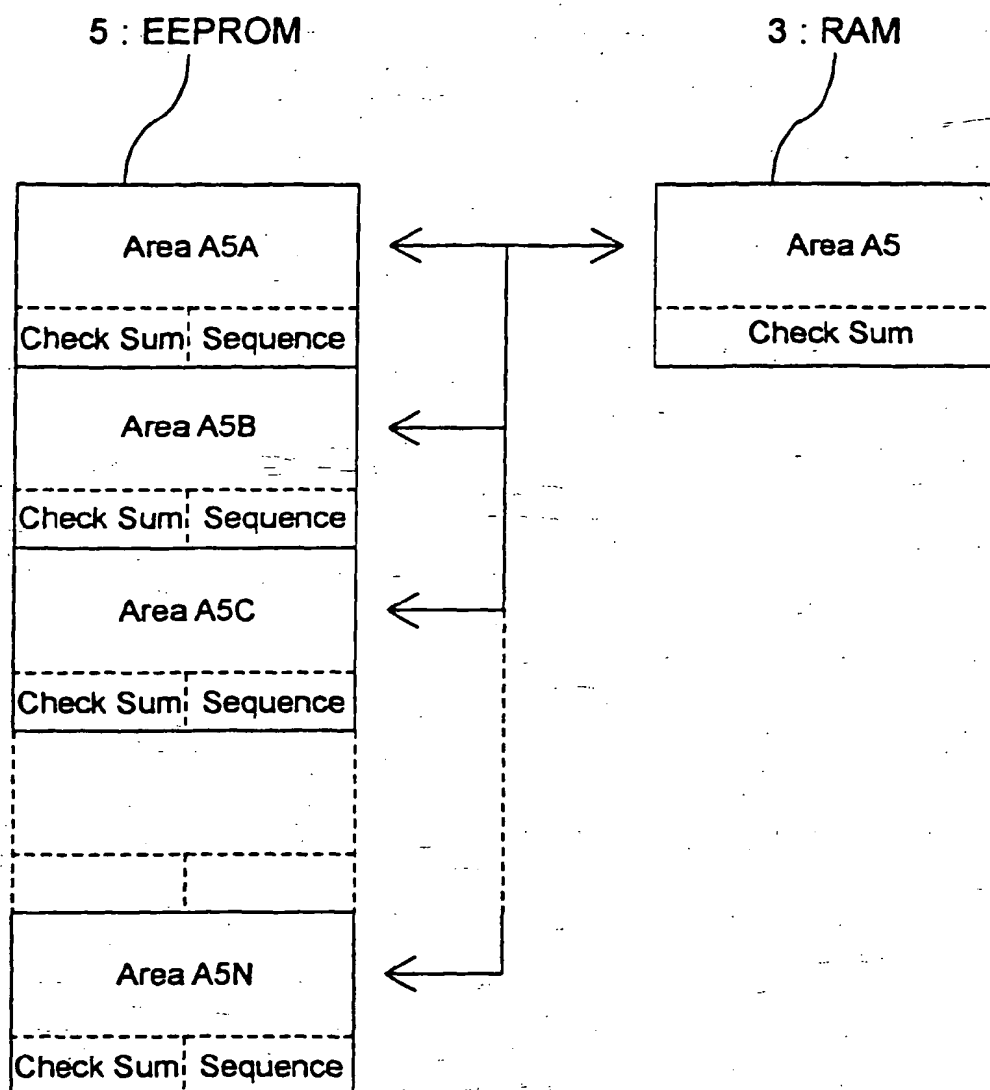 5 : EEPROM
3 : RAM
Area A5A
Check Sum Sequence
Area A5B
Check Sum Sequence
Area A5C
Check Sum Sequence
Area A5N
Check Sum Sequence
Area A5
Check Sum